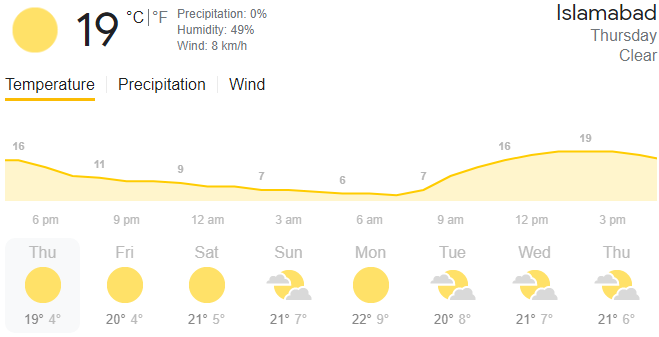 19 °C | °F
Precipitation: 0%
Humidity: 49%
Wind: 8 km/h
Islamabad
Thursday
Clear
Temperature | Precipitation | Wind
16 11 9 7 6 7 16 19
6 pm 9 pm 12 am 3 am 6 am 9 am 12 pm 3 pm
Thu Fri Sat Sun Mon Tue Wed Thu
19° 4° 20° 4° 21° 5° 21° 7° 22° 9° 20° 8° 21° 7° 21° 6°